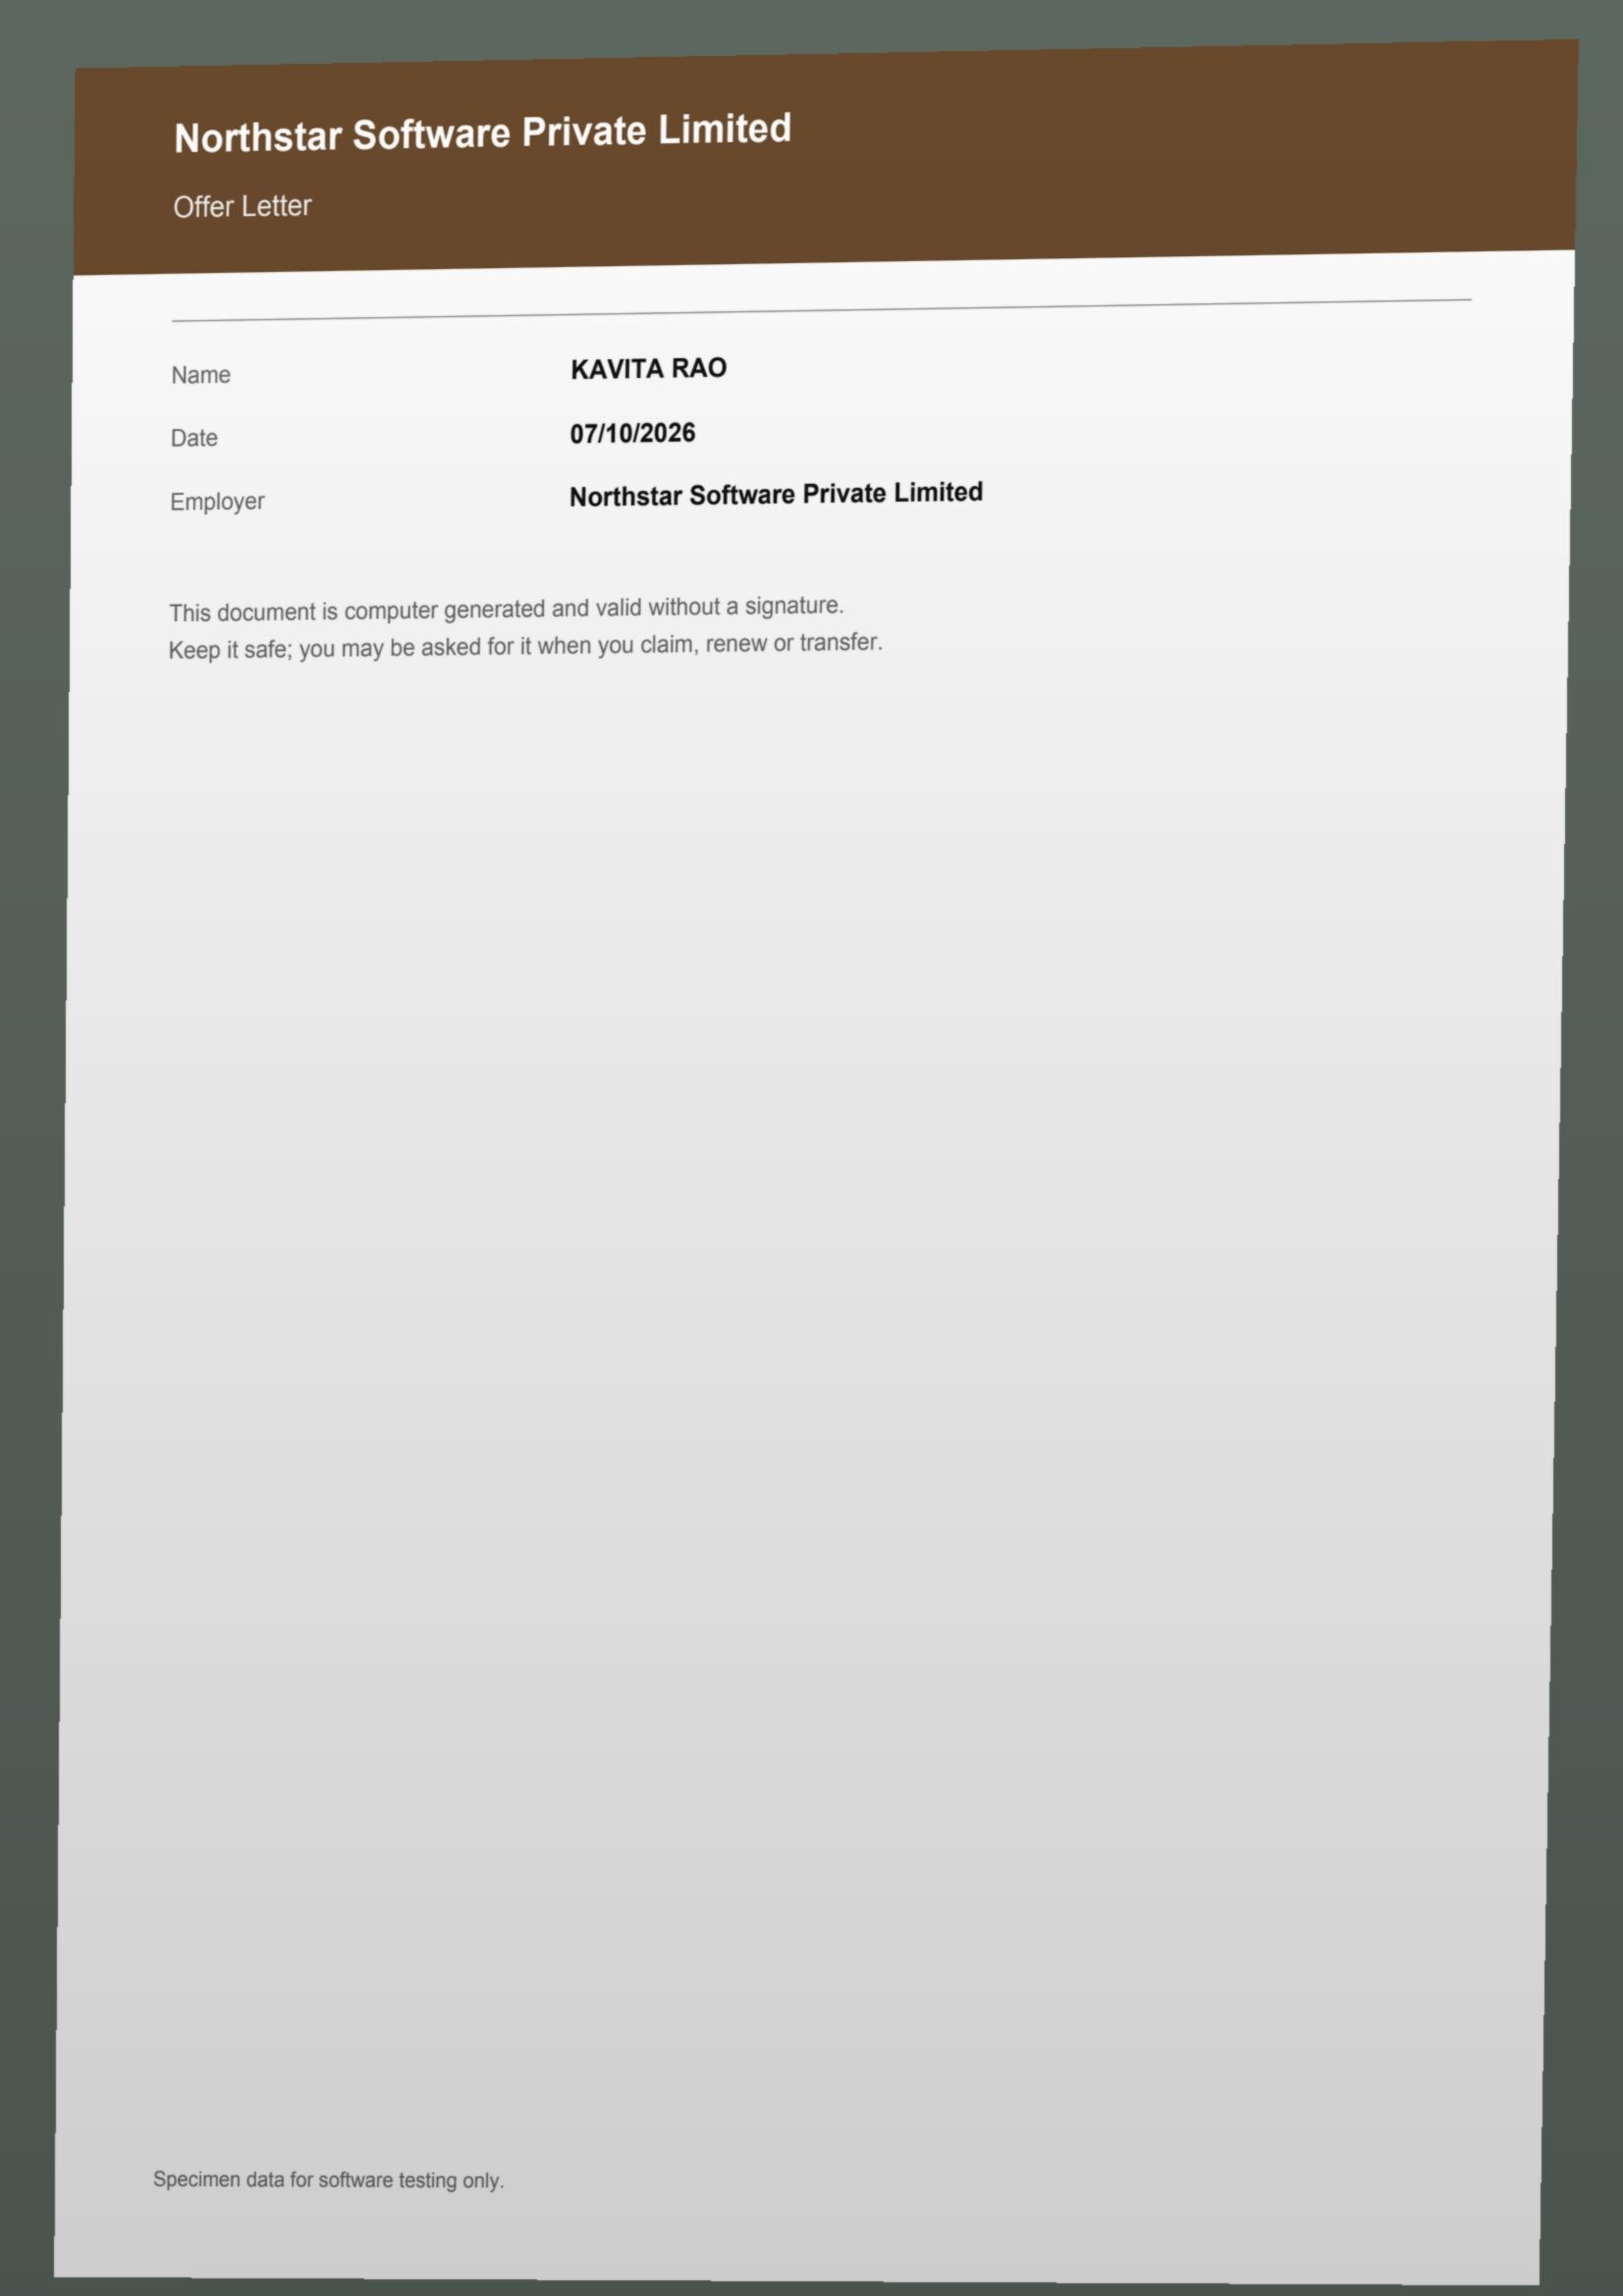 Northstar Software Private Limited
Offer Letter
Name KAVITA RAO
Date 07/10/2026
Employer Northstar Software Private Limited
This document is computer generated and valid without a signature.
Keep it safe; you may be asked for it when you claim, renew or transfer.
Specimen data for software testing only.